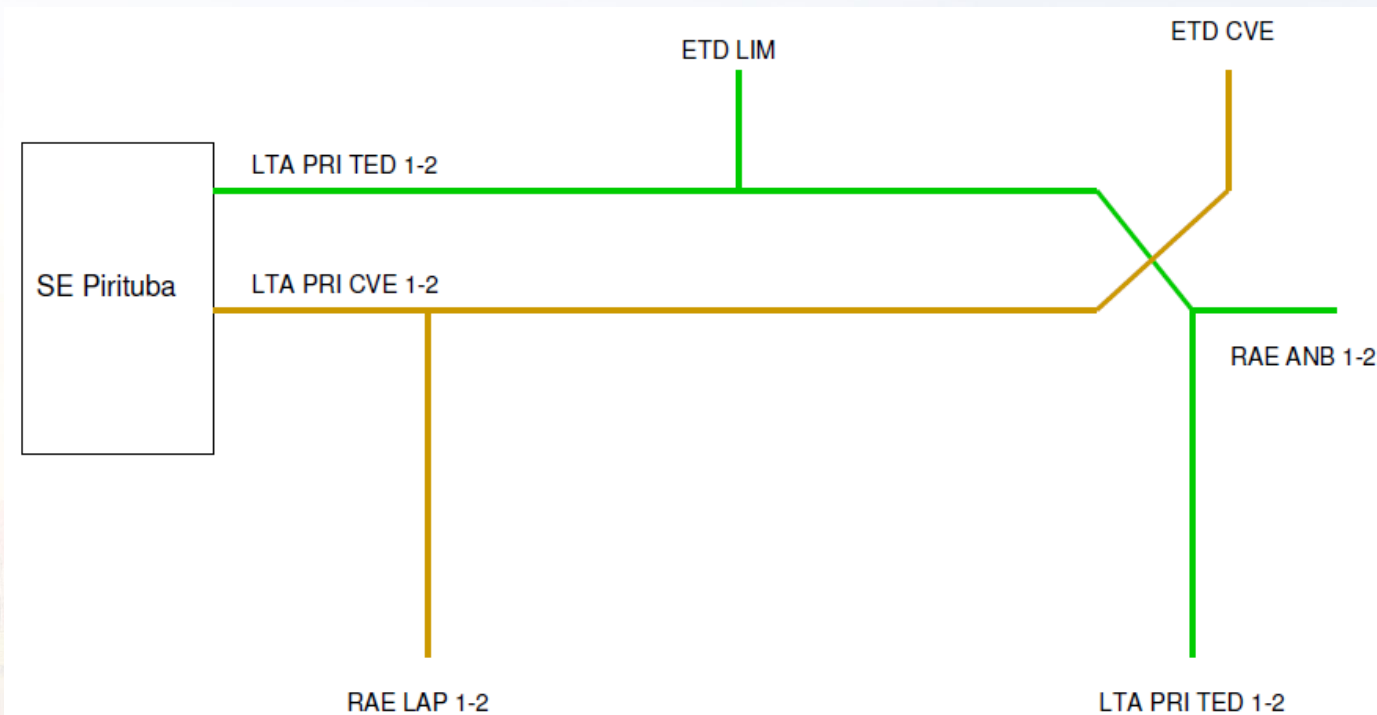 ETD CVE
ETD LIM
LTA PRI TED 1-2
SE Pirituba
LTA PRI CVE 1-2
RAE ANB 1-2
RAE LAP 1-2
LTA PRI TED 1-2